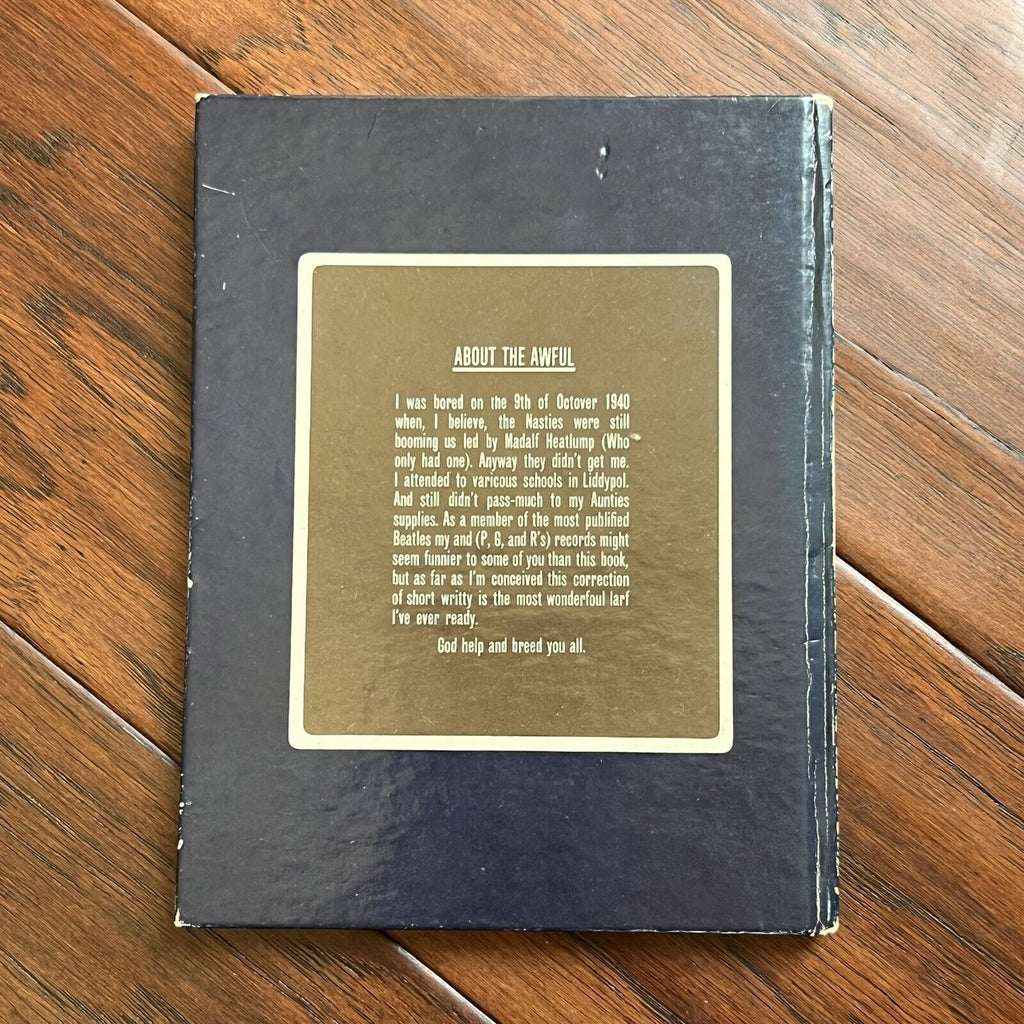 ABOUT THE AWFUL
I was bored on the 9th of Octover 1940
when, I believe, the Nasties were still
booming us led by Madalf Heatlump (Who
only had one). Anyway they didn't get me.
I attended to varicous schools in Liddypol.
And still didn't pass-much to my Aunties
supplies. As a member of the most publified
Beatles my and (P, G, and R's) records might
seem funnier to some of you than this book,
but as far as I'm conceived this correction
of short writty is the most wonderfoul larf
I've ever ready.
God help and breed you all.